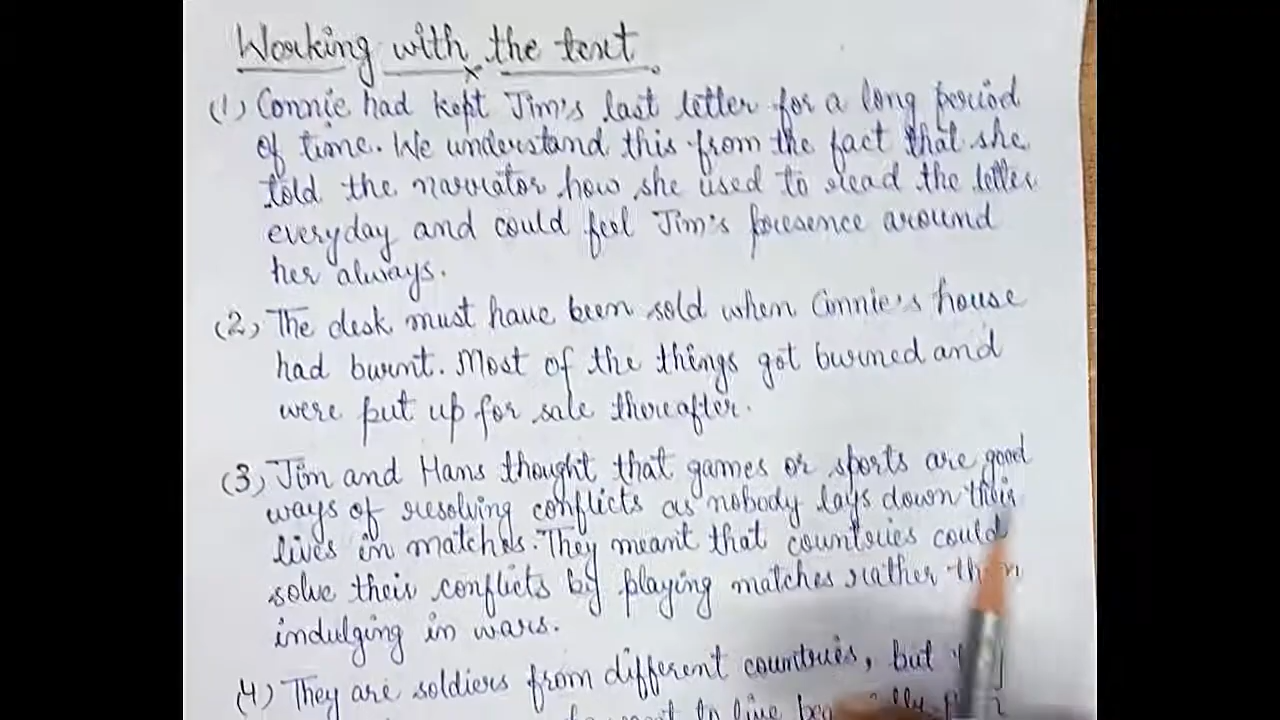 Working with the text.
(1) Connie had kept Jim's last letter for a long period
of time. We understand this from the fact that she
told the narrator how she used to read the letter
everyday and could feel Jim's presence around
her always.
(2) The desk must have been sold when Connie's house
had burnt. Most of the things got burned and
were put up for sale thereafter.
(3) Jim and Hans thought that games or sports are good
ways of resolving conflicts as nobody lays down their
lives in matches. They meant that countries could
solve their conflicts by playing matches rather
indulging in wars.
(4) They are soldiers from different countries, but
to live